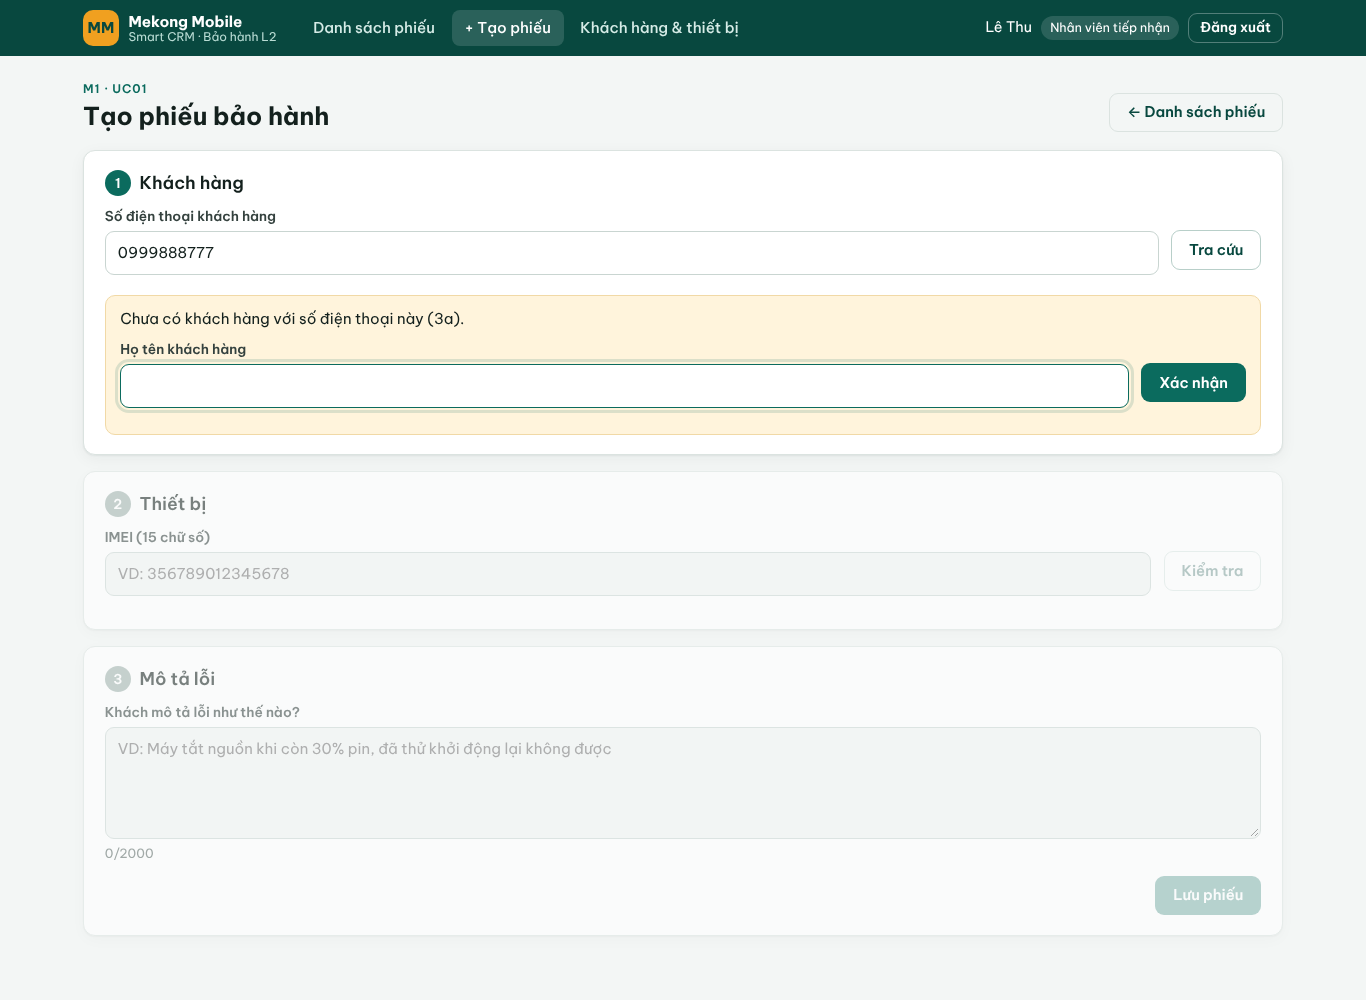 MM
Mekong Mobile
Smart CRM · Bảo hành L2
Danh sách phiếu
+ Tạo phiếu
Khách hàng & thiết bị
Lê Thu
Nhân viên tiếp nhận
Đăng xuất
M1 · UC01
Tạo phiếu bảo hành
← Danh sách phiếu
1 Khách hàng
Số điện thoại khách hàng
0999888777
Tra cứu
Chưa có khách hàng với số điện thoại này (3a).
Họ tên khách hàng
Xác nhận
2 Thiết bị
IMEI (15 chữ số)
VD: 356789012345678
Kiểm tra
3 Mô tả lỗi
Khách mô tả lỗi như thế nào?
VD: Máy tắt nguồn khi còn 30% pin, đã thử khởi động lại không được
0/2000
Lưu phiếu